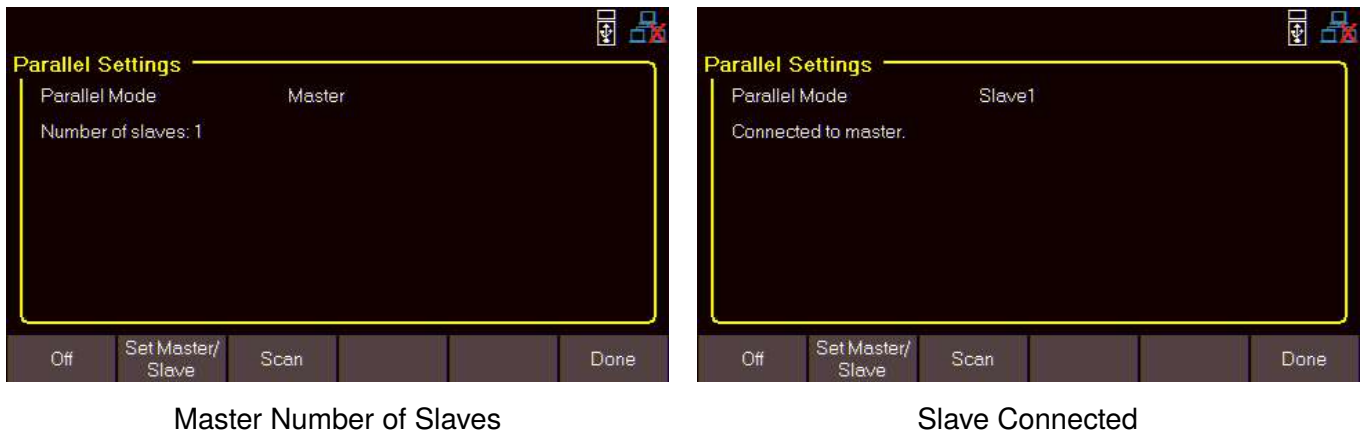 Parallel Settings
Parallel Mode Master
Number of slaves: 1
Off Set Master/ Slave Scan Done
Master Number of Slaves
Parallel Settings
Parallel Mode Slave1
Connected to master.
Off Set Master/ Slave Scan Done
Slave Connected